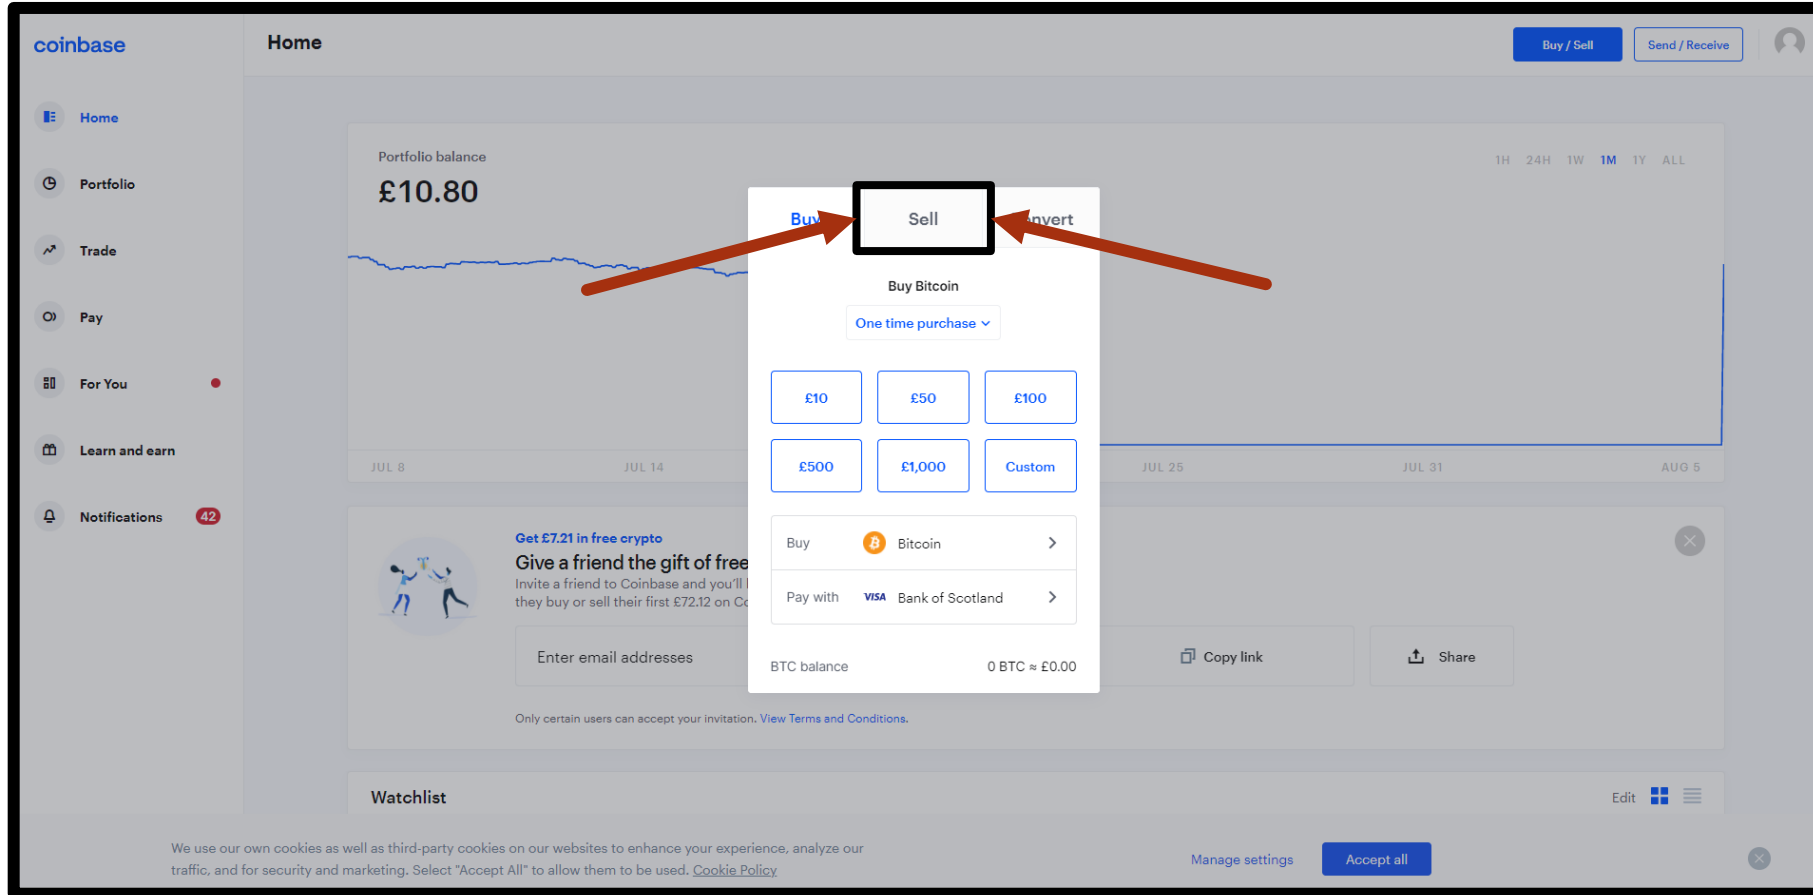 coinbase
Home
Buy / Sell
Send / Receive
Home
Portfolio
Trade
Pay
For You
Learn and earn
Notifications
42
Portfolio balance
£10.80
1H 24H 1W 1M 1Y ALL
JUL 8
JUL 14
JUL 25
JUL 31
AUG 5
Buy
Sell
nvert
Buy Bitcoin
One time purchase
£10
£50
£100
£500
£1,000
Custom
Buy
Bitcoin
Pay with
VISA
Bank of Scotland
BTC balance
0 BTC ≈ £0.00
Get £7.21 in free crypto
Give a friend the gift of free
Invite a friend to Coinbase and you'll
they buy or sell their first £72.12 on Co
Enter email addresses
Copy link
Share
Only certain users can accept your invitation. View Terms and Conditions.
Watchlist
Edit
We use our own cookies as well as third-party cookies on our websites to enhance your experience, analyze our
traffic, and for security and marketing. Select "Accept All" to allow them to be used. Cookie Policy
Manage settings
Accept all